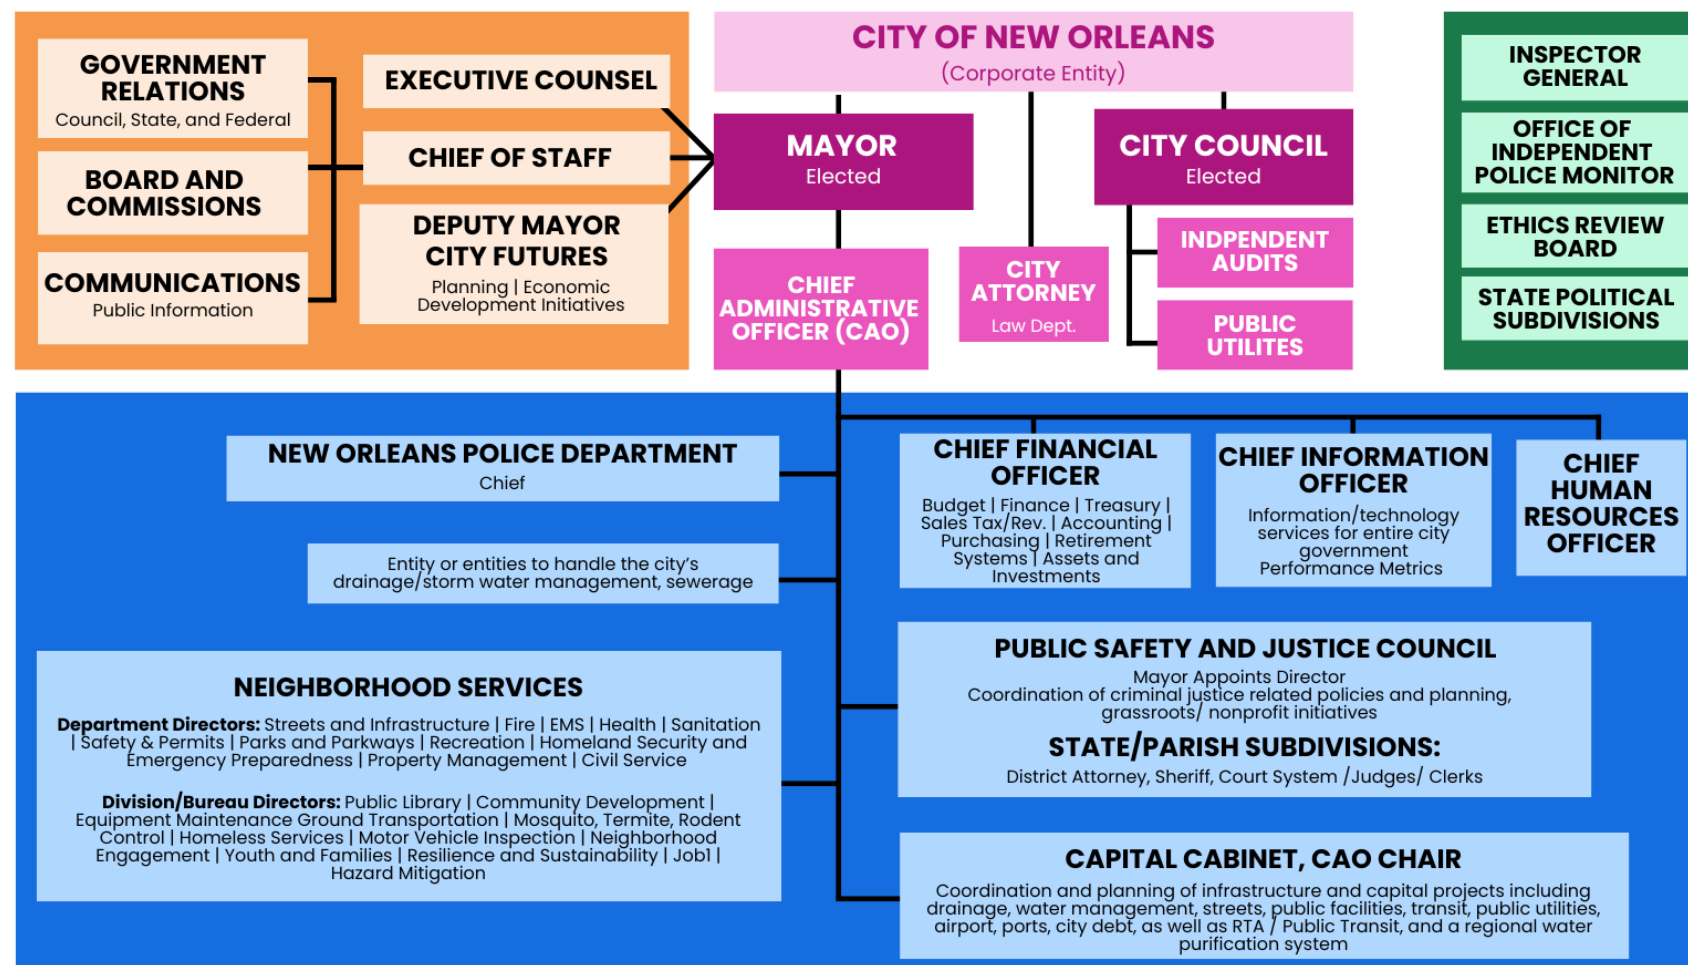 GOVERNMENT
RELATIONS
Council, State, and Federal
BOARD AND
COMMISSIONS
COMMUNICATIONS
Public Information
EXECUTIVE COUNSEL
CHIEF OF STAFF
DEPUTY MAYOR
CITY FUTURES
Planning | Economic
Development Initiatives
CITY OF NEW ORLEANS
(Corporate Entity)
MAYOR
Elected
CITY COUNCIL
Elected
CHIEF
ADMINISTRATIVE
OFFICER (CAO)
CITY
ATTORNEY
Law Dept.
INDPENDENT
AUDITS
PUBLIC
UTILITES
INSPECTOR
GENERAL
OFFICE OF
INDEPENDENT
POLICE MONITOR
ETHICS REVIEW
BOARD
STATE POLITICAL
SUBDIVISIONS
NEW ORLEANS POLICE DEPARTMENT
Chief
Entity or entities to handle the city's
drainage/storm water management, sewerage
NEIGHBORHOOD SERVICES
Department Directors: Streets and Infrastructure | Fire | EMS | Health | Sanitation
| Safety & Permits | Parks and Parkways | Recreation | Homeland Security and
Emergency Preparedness | Property Management | Civil Service
Division/Bureau Directors: Public Library | Community Development |
Equipment Maintenance Ground Transportation | Mosquito, Termite, Rodent
Control | Homeless Services | Motor Vehicle Inspection | Neighborhood
Engagement | Youth and Families | Resilience and Sustainability | Job1 |
Hazard Mitigation
CHIEF FINANCIAL
OFFICER
Budget | Finance | Treasury |
Sales Tax/Rev. | Accounting |
Purchasing | Retirement
Systems | Assets and
Investments
CHIEF INFORMATION
OFFICER
Information/technology
services for entire city
government
Performance Metrics
CHIEF
HUMAN
RESOURCES
OFFICER
PUBLIC SAFETY AND JUSTICE COUNCIL
Mayor Appoints Director
Coordination of criminal justice related policies and planning,
grassroots/ nonprofit initiatives
STATE/PARISH SUBDIVISIONS:
District Attorney, Sheriff, Court System /Judges/ Clerks
CAPITAL CABINET, CAO CHAIR
Coordination and planning of infrastructure and capital projects including
drainage, water management, streets, public facilities, transit, public utilities,
airport, ports, city debt, as well as RTA / Public Transit, and a regional water
purification system